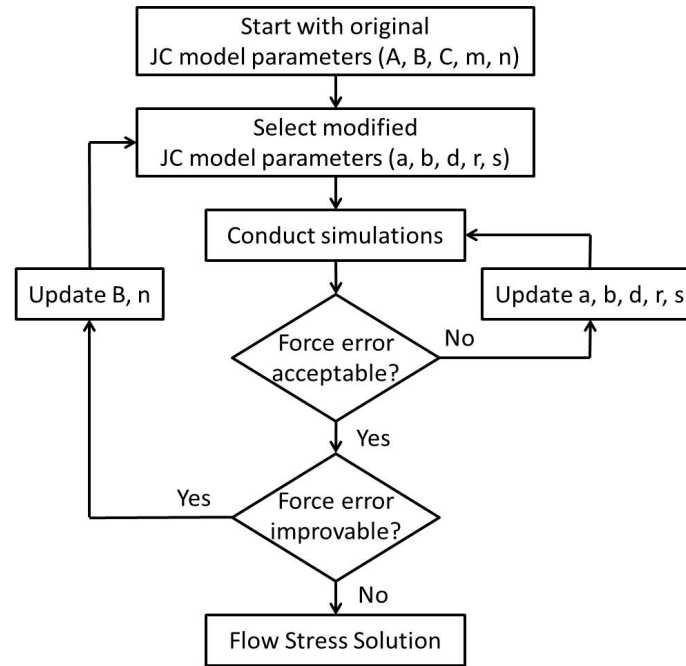 Start with original
JC model parameters (A, B, C, m, n)
Select modified
JC model parameters (a, b, d, r, s)
Conduct simulations
Update B, n
Update a, b, d, r, s
No
Force error
acceptable?
Yes
Yes
Force error
improvable?
No
Flow Stress Solution